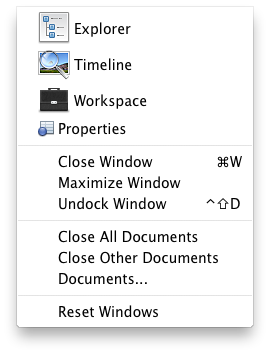 Explorer
Timeline
Workspace
Properties
Close Window ⌘W
Maximize Window
Undock Window ^⇧D
Close All Documents
Close Other Documents
Documents...
Reset Windows